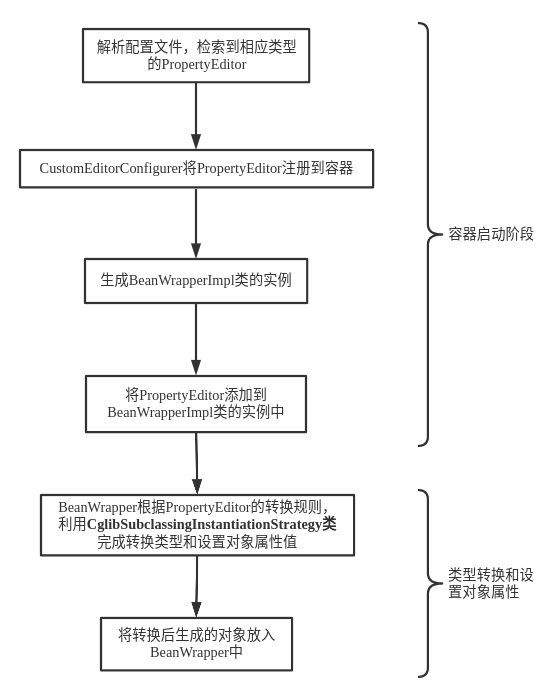 解析配置文件，检索到相应类型
的PropertyEditor
CustomEditorConfigurer将PropertyEditor注册到容器
容器启动阶段
生成BeanWrapperImpl类的实例
将PropertyEditor添加到
BeanWrapperImpl类的实例中
BeanWrapper根据PropertyEditor的转换规则，
利用CglibSubclassingInstantiationStrategy类
完成转换类型和设置对象属性值
类型转换和设
置对象属性
将转换后生成的对象放入
BeanWrapper中